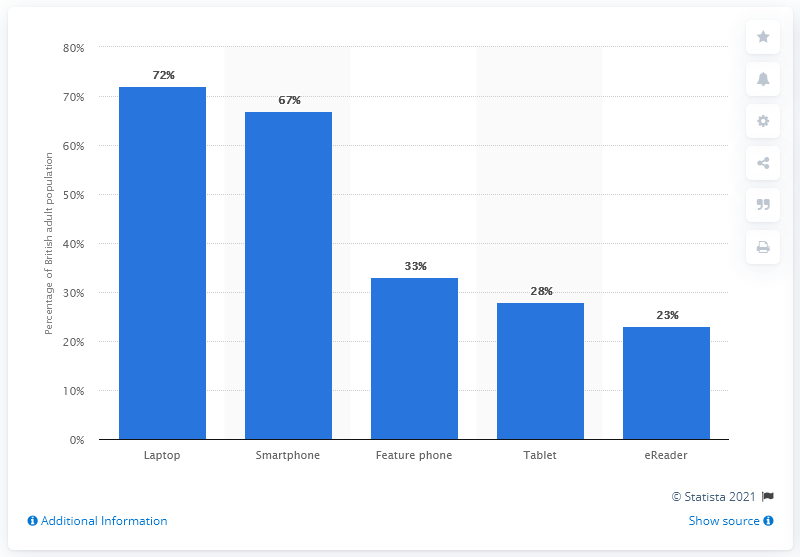 80%
70%
60%
50%
40%
30%
20%
10%
0%
Percentage of British adult population
72%
67%
33%
28%
23%
Laptop
Smartphone
Feature phone
Tablet
eReader
© Statista 2021
Additional Information
Show source